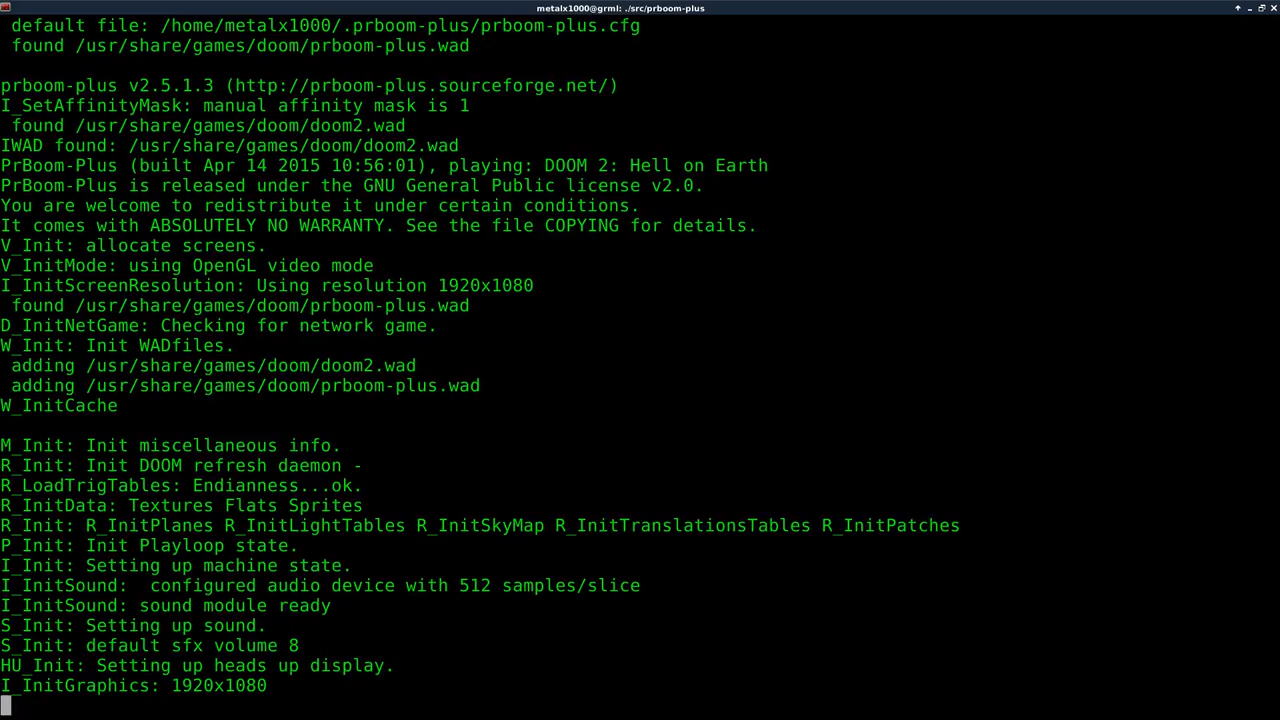 metalx1000@grml: ./src/prboom-plus
 default file: /home/metalx1000/.prboom-plus/prboom-plus.cfg
 found /usr/share/games/doom/prboom-plus.wad
prboom-plus v2.5.1.3 (http://prboom-plus.sourceforge.net/)
I_SetAffinityMask: manual affinity mask is 1
 found /usr/share/games/doom/doom2.wad
IWAD found: /usr/share/games/doom/doom2.wad
PrBoom-Plus (built Apr 14 2015 10:56:01), playing: DOOM 2: Hell on Earth
PrBoom-Plus is released under the GNU General Public license v2.0.
You are welcome to redistribute it under certain conditions.
It comes with ABSOLUTELY NO WARRANTY. See the file COPYING for details.
V_Init: allocate screens.
V_InitMode: using OpenGL video mode
I_InitScreenResolution: Using resolution 1920x1080
 found /usr/share/games/doom/prboom-plus.wad
D_InitNetGame: Checking for network game.
W_Init: Init WADfiles.
 adding /usr/share/games/doom/doom2.wad
 adding /usr/share/games/doom/prboom-plus.wad
W_InitCache
M_Init: Init miscellaneous info.
R_Init: Init DOOM refresh daemon -
R_LoadTrigTables: Endianness...ok.
R_InitData: Textures Flats Sprites
R_Init: R_InitPlanes R_InitLightTables R_InitSkyMap R_InitTranslationsTables R_InitPatches
P_Init: Init Playloop state.
I_Init: Setting up machine state.
I_InitSound:  configured audio device with 512 samples/slice
I_InitSound: sound module ready
S_Init: Setting up sound.
S_Init: default sfx volume 8
HU_Init: Setting up heads up display.
I_InitGraphics: 1920x1080